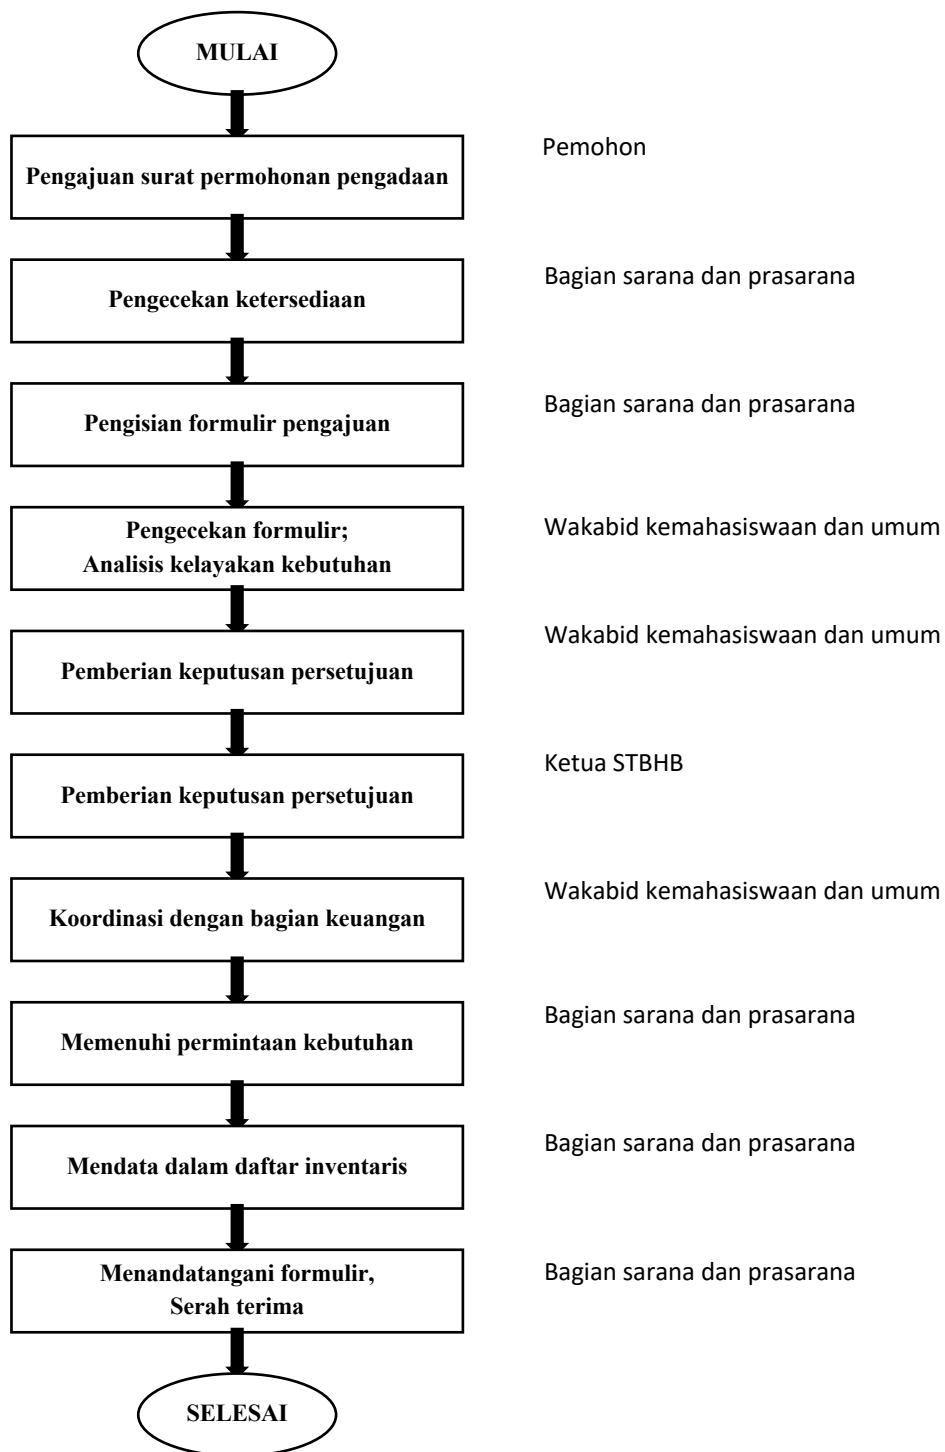 MULAI
Pengajuan surat permohonan pengadaan
Pemohon
Pengecekan ketersediaan
Bagian sarana dan prasarana
Pengisian formulir pengajuan
Bagian sarana dan prasarana
Pengecekan formulir;
Analisis kelayakan kebutuhan
Wakabid kemahasiswaan dan umum
Pemberian keputusan persetujuan
Wakabid kemahasiswaan dan umum
Pemberian keputusan persetujuan
Ketua STBHB
Koordinasi dengan bagian keuangan
Wakabid kemahasiswaan dan umum
Memenuhi permintaan kebutuhan
Bagian sarana dan prasarana
Mendata dalam daftar inventaris
Bagian sarana dan prasarana
Menandatangani formulir,
Serah terima
Bagian sarana dan prasarana
SELESAI